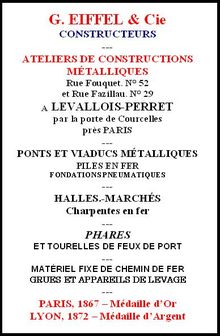 G. EIFFEL & Cie
CONSTRUCTEURS
---
ATELIERS DE CONSTRUCTIONS
MÉTALLIQUES
Rue Fouquet. N° 52
et Rue Fazillau. N° 29
A LEVALLOIS-PERRET
par la porte de Courcelles
près PARIS
---
PONTS ET VIADUCS MÉTALLIQUES
PILES EN FER
FONDATIONS PNEUMATIQUES
---
HALLES.-MARCHÉS
Charpentes en fer
---
PHARES
ET TOURELLES DE FEUX DE PORT
---
MATÉRIEL FIXE DE CHEMIN DE FER
GRUES ET APPAREILS DE LEVAGE
---
PARIS, 1867 – Médaille d'Or
LYON, 1872 – Médaille d'Argent